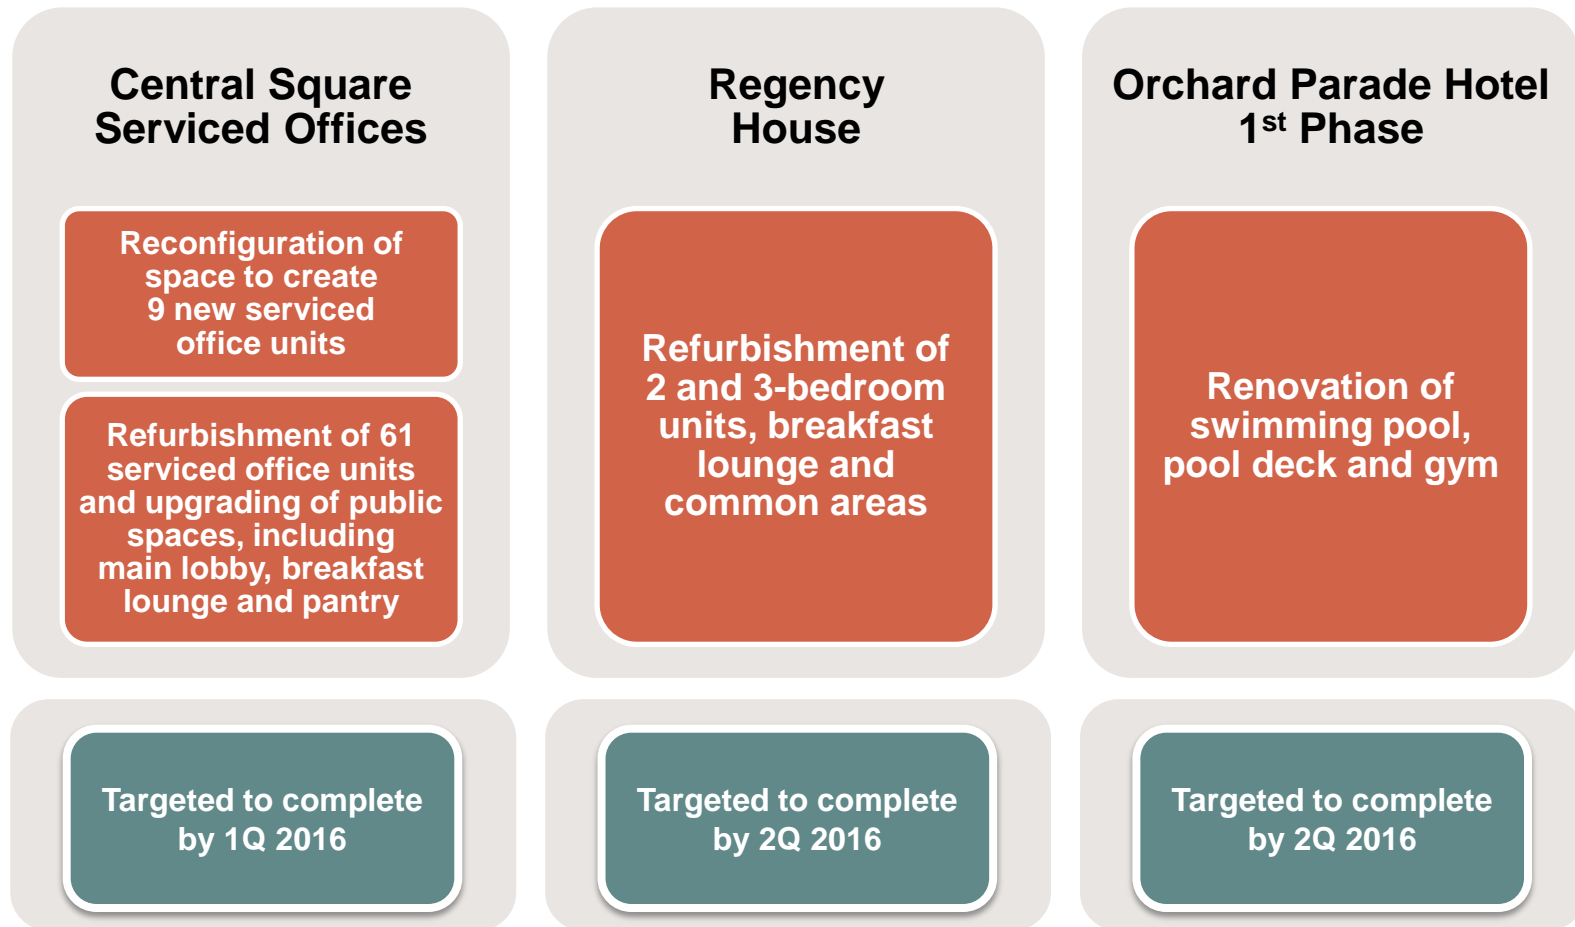 Central Square
Serviced Offices
Reconfiguration of
space to create
9 new serviced
office units
Refurbishment of 61
serviced office units
and upgrading of public
spaces, including
main lobby, breakfast
lounge and pantry
Targeted to complete
by 1Q 2016
Regency
House
Refurbishment of
2 and 3-bedroom
units, breakfast
lounge and
common areas
Targeted to complete
by 2Q 2016
Orchard Parade Hotel
1st Phase
Renovation of
swimming pool,
pool deck and gym
Targeted to complete
by 2Q 2016